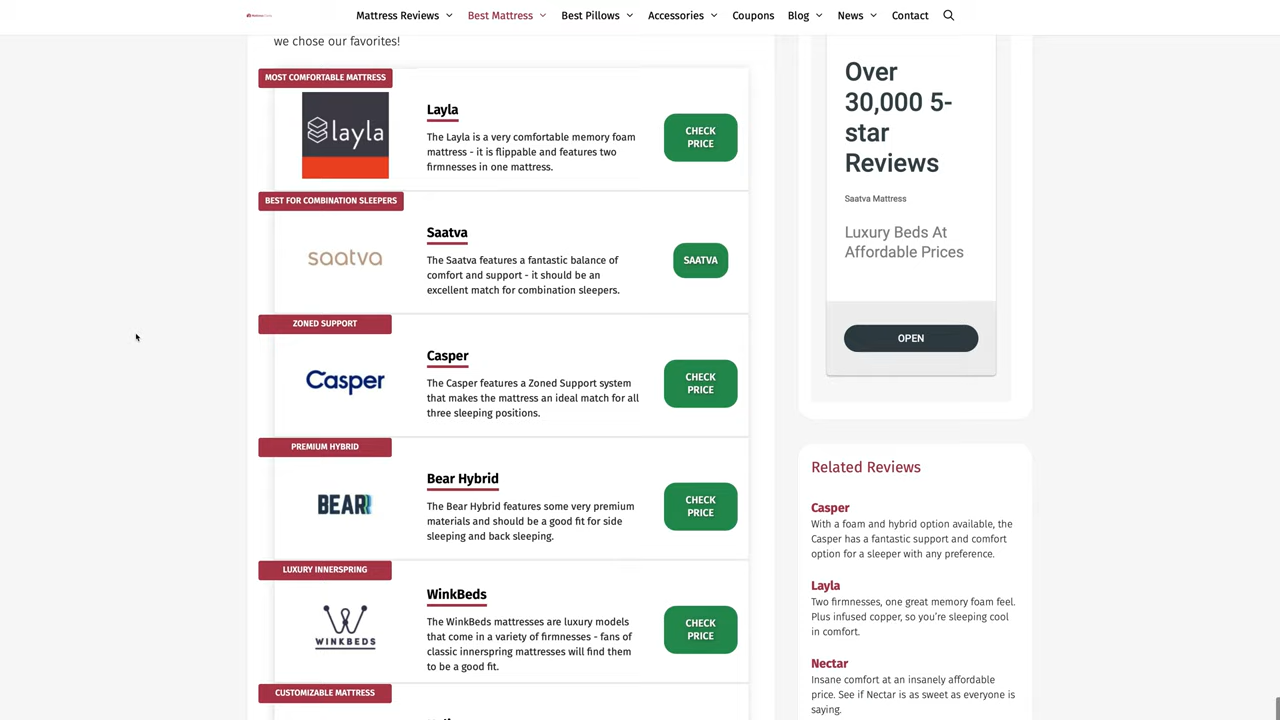 Mattress Reviews
Best Mattress
Best Pillows
Accessories
Coupons
Blog
News
Contact
we chose our favorites!
MOST COMFORTABLE MATTRESS
layla
Layla
The Layla is a very comfortable memory foam
mattress - it is flippable and features two
firmnesses in one mattress.
CHECK
PRICE
BEST FOR COMBINATION SLEEPERS
saatva
Saatva
The Saatva features a fantastic balance of
comfort and support - it should be an
excellent match for combination sleepers.
SAATVA
ZONED SUPPORT
Casper
Casper
The Casper features a Zoned Support system
that makes the mattress an ideal match for all
three sleeping positions.
CHECK
PRICE
PREMIUM HYBRID
BEAR
Bear Hybrid
The Bear Hybrid features some very premium
materials and should be a good fit for side
sleeping and back sleeping.
CHECK
PRICE
LUXURY INNERSPRING
WINKBEDS
WinkBeds
The WinkBeds mattresses are luxury models
that come in a variety of firmnesses - fans of
classic innerspring mattresses will find them
to be a good fit.
CHECK
PRICE
CUSTOMIZABLE MATTRESS
Over
30,000 5-
star
Reviews
Saatva Mattress
Luxury Beds At
Affordable Prices
OPEN
Related Reviews
Casper
With a foam and hybrid option available, the
Casper has a fantastic support and comfort
option for a sleeper with any preference.
Layla
Two firmnesses, one great memory foam feel.
Plus infused copper, so you're sleeping cool
in comfort.
Nectar
Insane comfort at an insanely affordable
price. See if Nectar is as sweet as everyone is
saying.